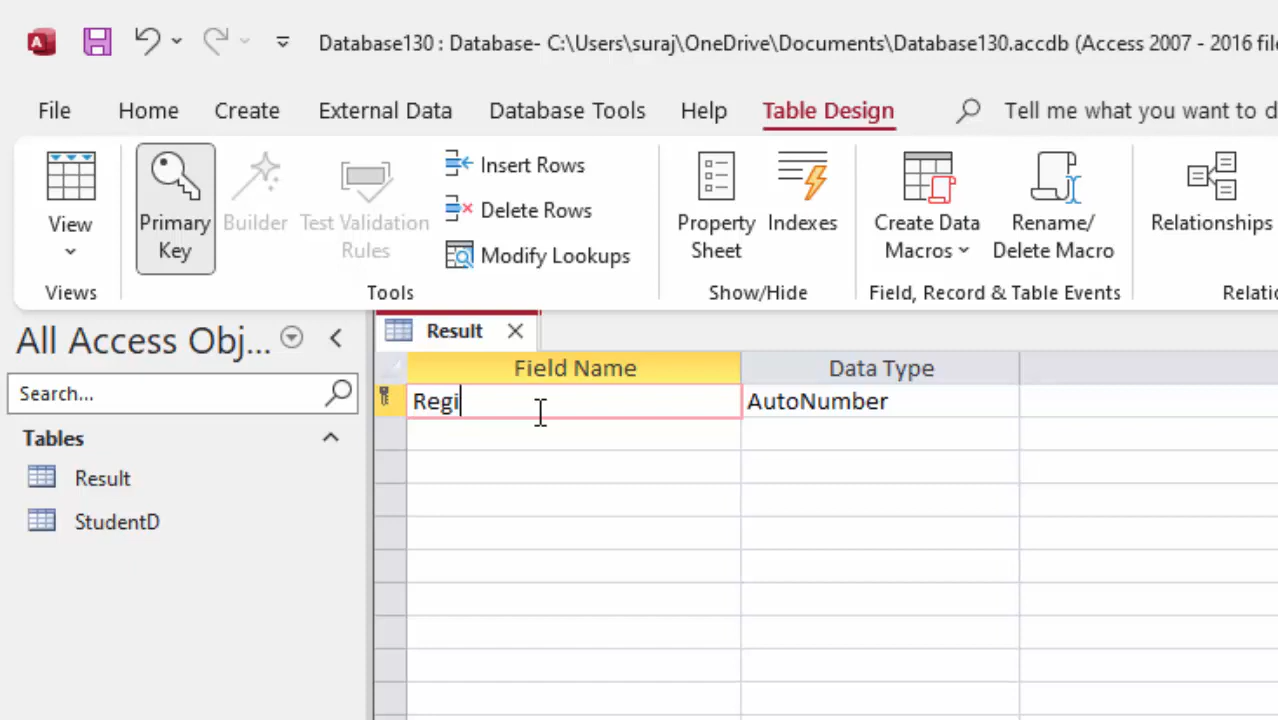 A Database130 : Database- C:\Users\suraj\OneDrive\Documents\Database130.accdb (Access 2007 - 2016 file
File Home Create External Data Database Tools Help Table Design Tell me what you want to d
View Primary Key Builder Test Validation Rules Insert Rows Delete Rows Modify Lookups Property Sheet Indexes Create Data Macros Rename/ Delete Macro Relationships
Views Tools Show/Hide Field, Record & Table Events Relatio
All Access Obj...
Search...
Tables
Result
StudentD
Result
Field Name Data Type
Regi AutoNumber